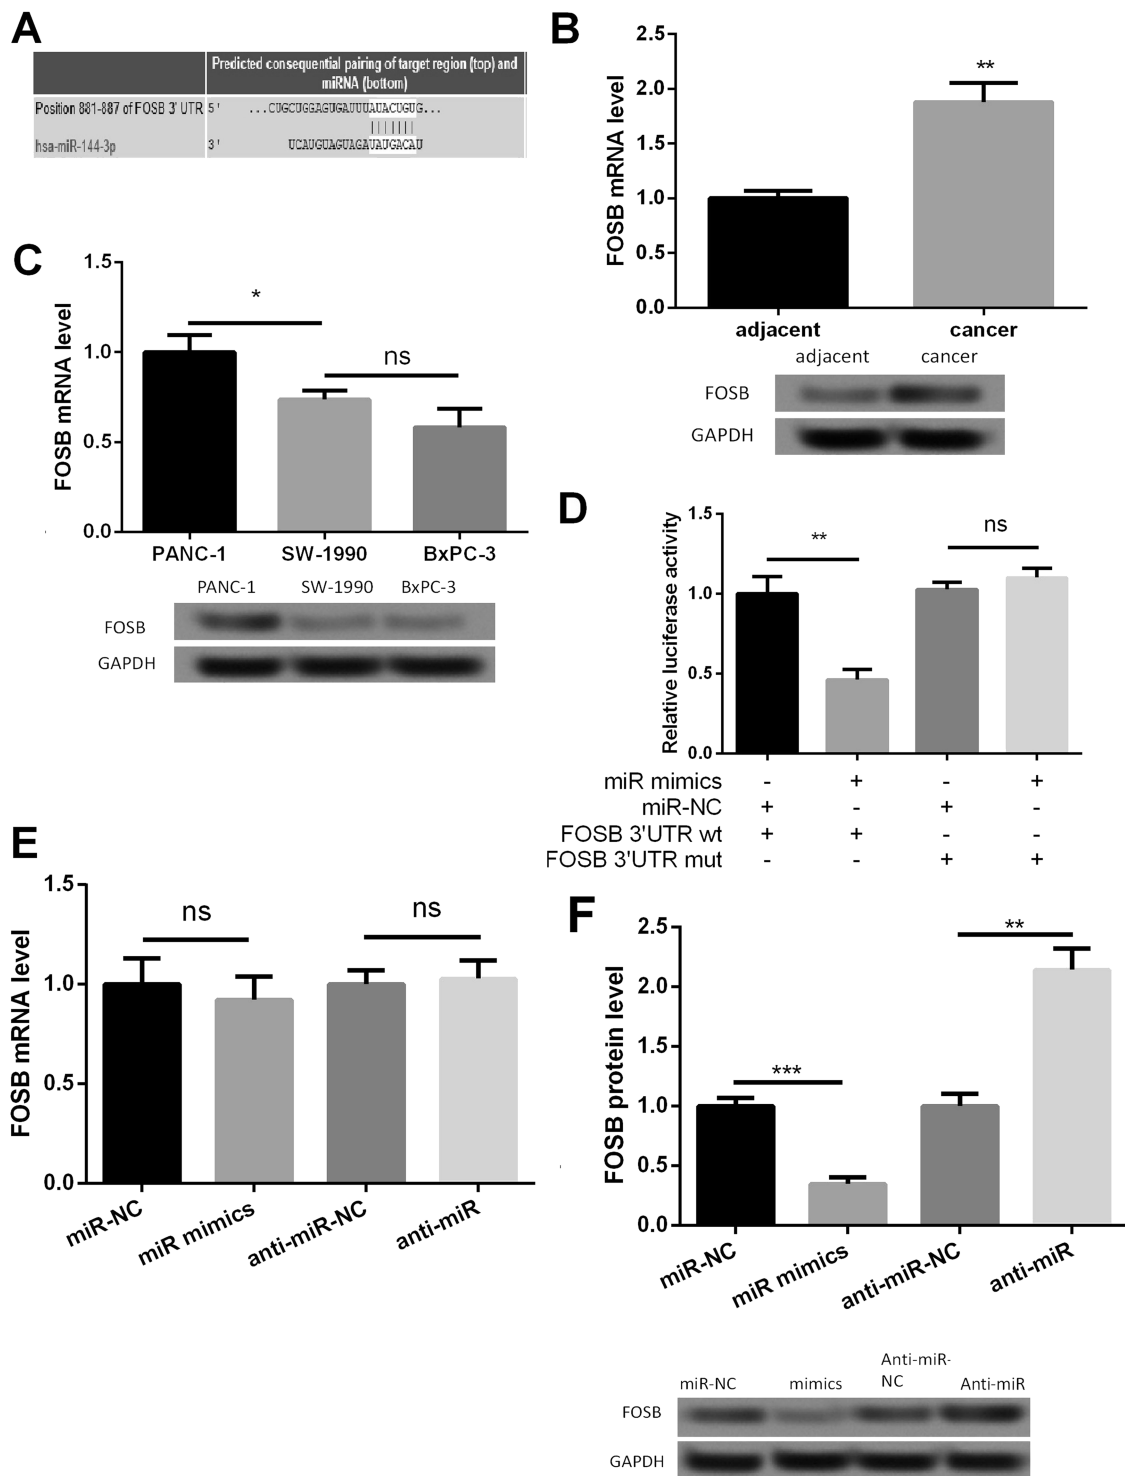 A
Predicted consequential pairing of target region (top) and
miRNA (bottom)
Position 881-887 of FOSB 3' UTR 5' ...CUGCUGGAGUGAUUUAUACUGUG...
hsa-miR-144-3p 3' UCAUGUAGUAGAUAUGACAU
B
2.5
2.0
1.5
1.0
0.5
0.0
FOSB mRNA level
**
adjacent cancer
adjacent cancer
FOSB
GAPDH
C
1.5
1.0
0.5
0.0
FOSB mRNA level
*
ns
PANC-1 SW-1990 BxPC-3
PANC-1 SW-1990 BxPC-3
FOSB
GAPDH
D
1.5
1.0
0.5
0.0
Relative luciferase activity
**
ns
miR mimics - + - +
miR-NC + - + -
FOSB 3'UTR wt + + - -
FOSB 3'UTR mut - - + +
E
1.5
1.0
0.5
0.0
FOSB mRNA level
ns
ns
miR-NC miR mimics anti-miR-NC anti-miR
F
2.5
2.0
1.5
1.0
0.5
0.0
FOSB protein level
***
**
miR-NC miR mimics anti-miR-NC anti-miR
miR-NC mimics Anti-miR-
NC Anti-miR
FOSB
GAPDH